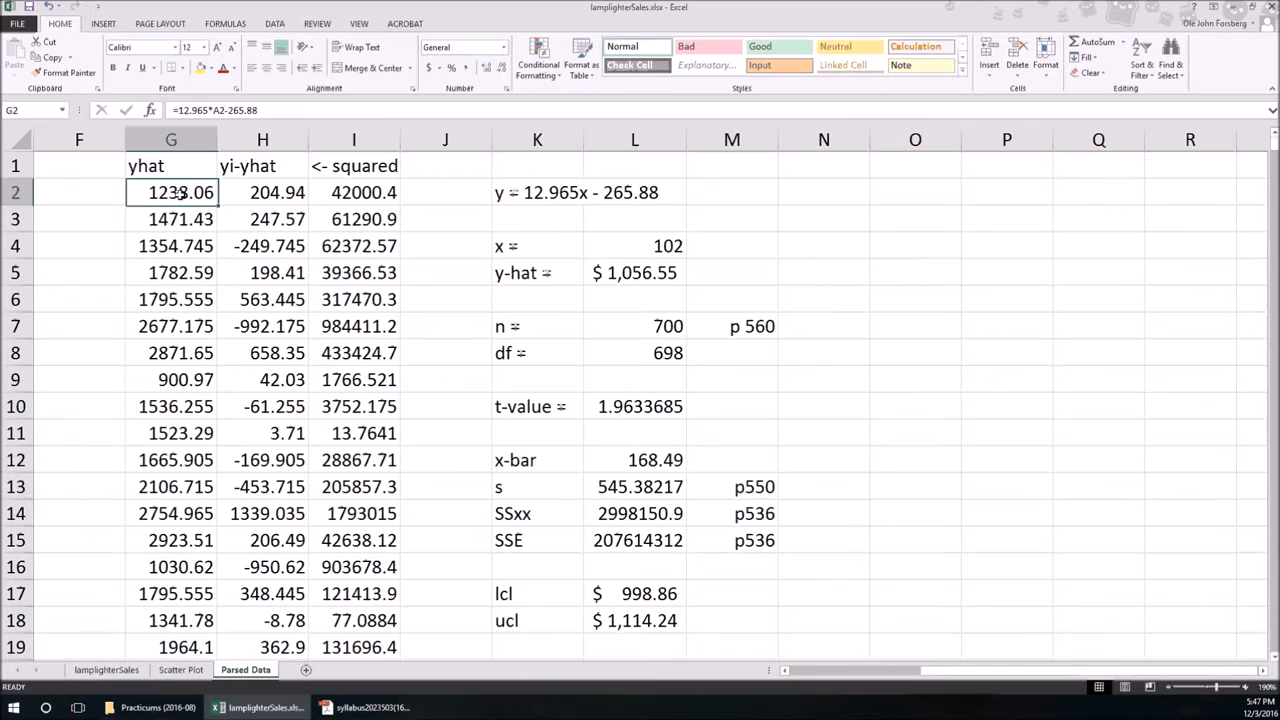 lamplighterSales.xlsx - Excel
FILE HOME INSERT PAGE LAYOUT FORMULAS DATA REVIEW VIEW ACROBAT Ole John Forsberg
Cut
Copy
Format Painter
Paste
Clipboard
Calibri 12
B I U
Font
Wrap Text
Merge & Center
Alignment
General
$ % ,
Number
Conditional Formatting
Format as Table
Normal Bad Good Neutral Calculation
Check Cell Explanatory... Input Linked Cell Note
Styles
Insert Delete Format
Cells
AutoSum
Fill
Clear
Sort & Filter
Find & Select
Editing
G2 fx =12.965*A2-265.88
F G H I J K L M N O P Q R
1 yhat yi-yhat <- squared
2 1233.06 204.94 42000.4 y = 12.965x - 265.88
3 1471.43 247.57 61290.9
4 1354.745 -249.745 62372.57 x = 102
5 1782.59 198.41 39366.53 y-hat = $ 1,056.55
6 1795.555 563.445 317470.3
7 2677.175 -992.175 984411.2 n = 700 p 560
8 2871.65 658.35 433424.7 df = 698
9 900.97 42.03 1766.521
10 1536.255 -61.255 3752.175 t-value = 1.9633685
11 1523.29 3.71 13.7641
12 1665.905 -169.905 28867.71 x-bar 168.49
13 2106.715 -453.715 205857.3 s 545.38217 p550
14 2754.965 1339.035 1793015 SSxx 2998150.9 p536
15 2923.51 206.49 42638.12 SSE 207614312 p536
16 1030.62 -950.62 903678.4
17 1795.555 348.445 121413.9 lcl $ 998.86
18 1341.78 -8.78 77.0884 ucl $ 1,114.24
19 1964.1 362.9 131696.4
lamplighterSales Scatter Plot Parsed Data
READY 190%
Practicums (2016-08) lamplighterSales.xls... syllabus2023503(16... 5:47 PM
12/3/2016